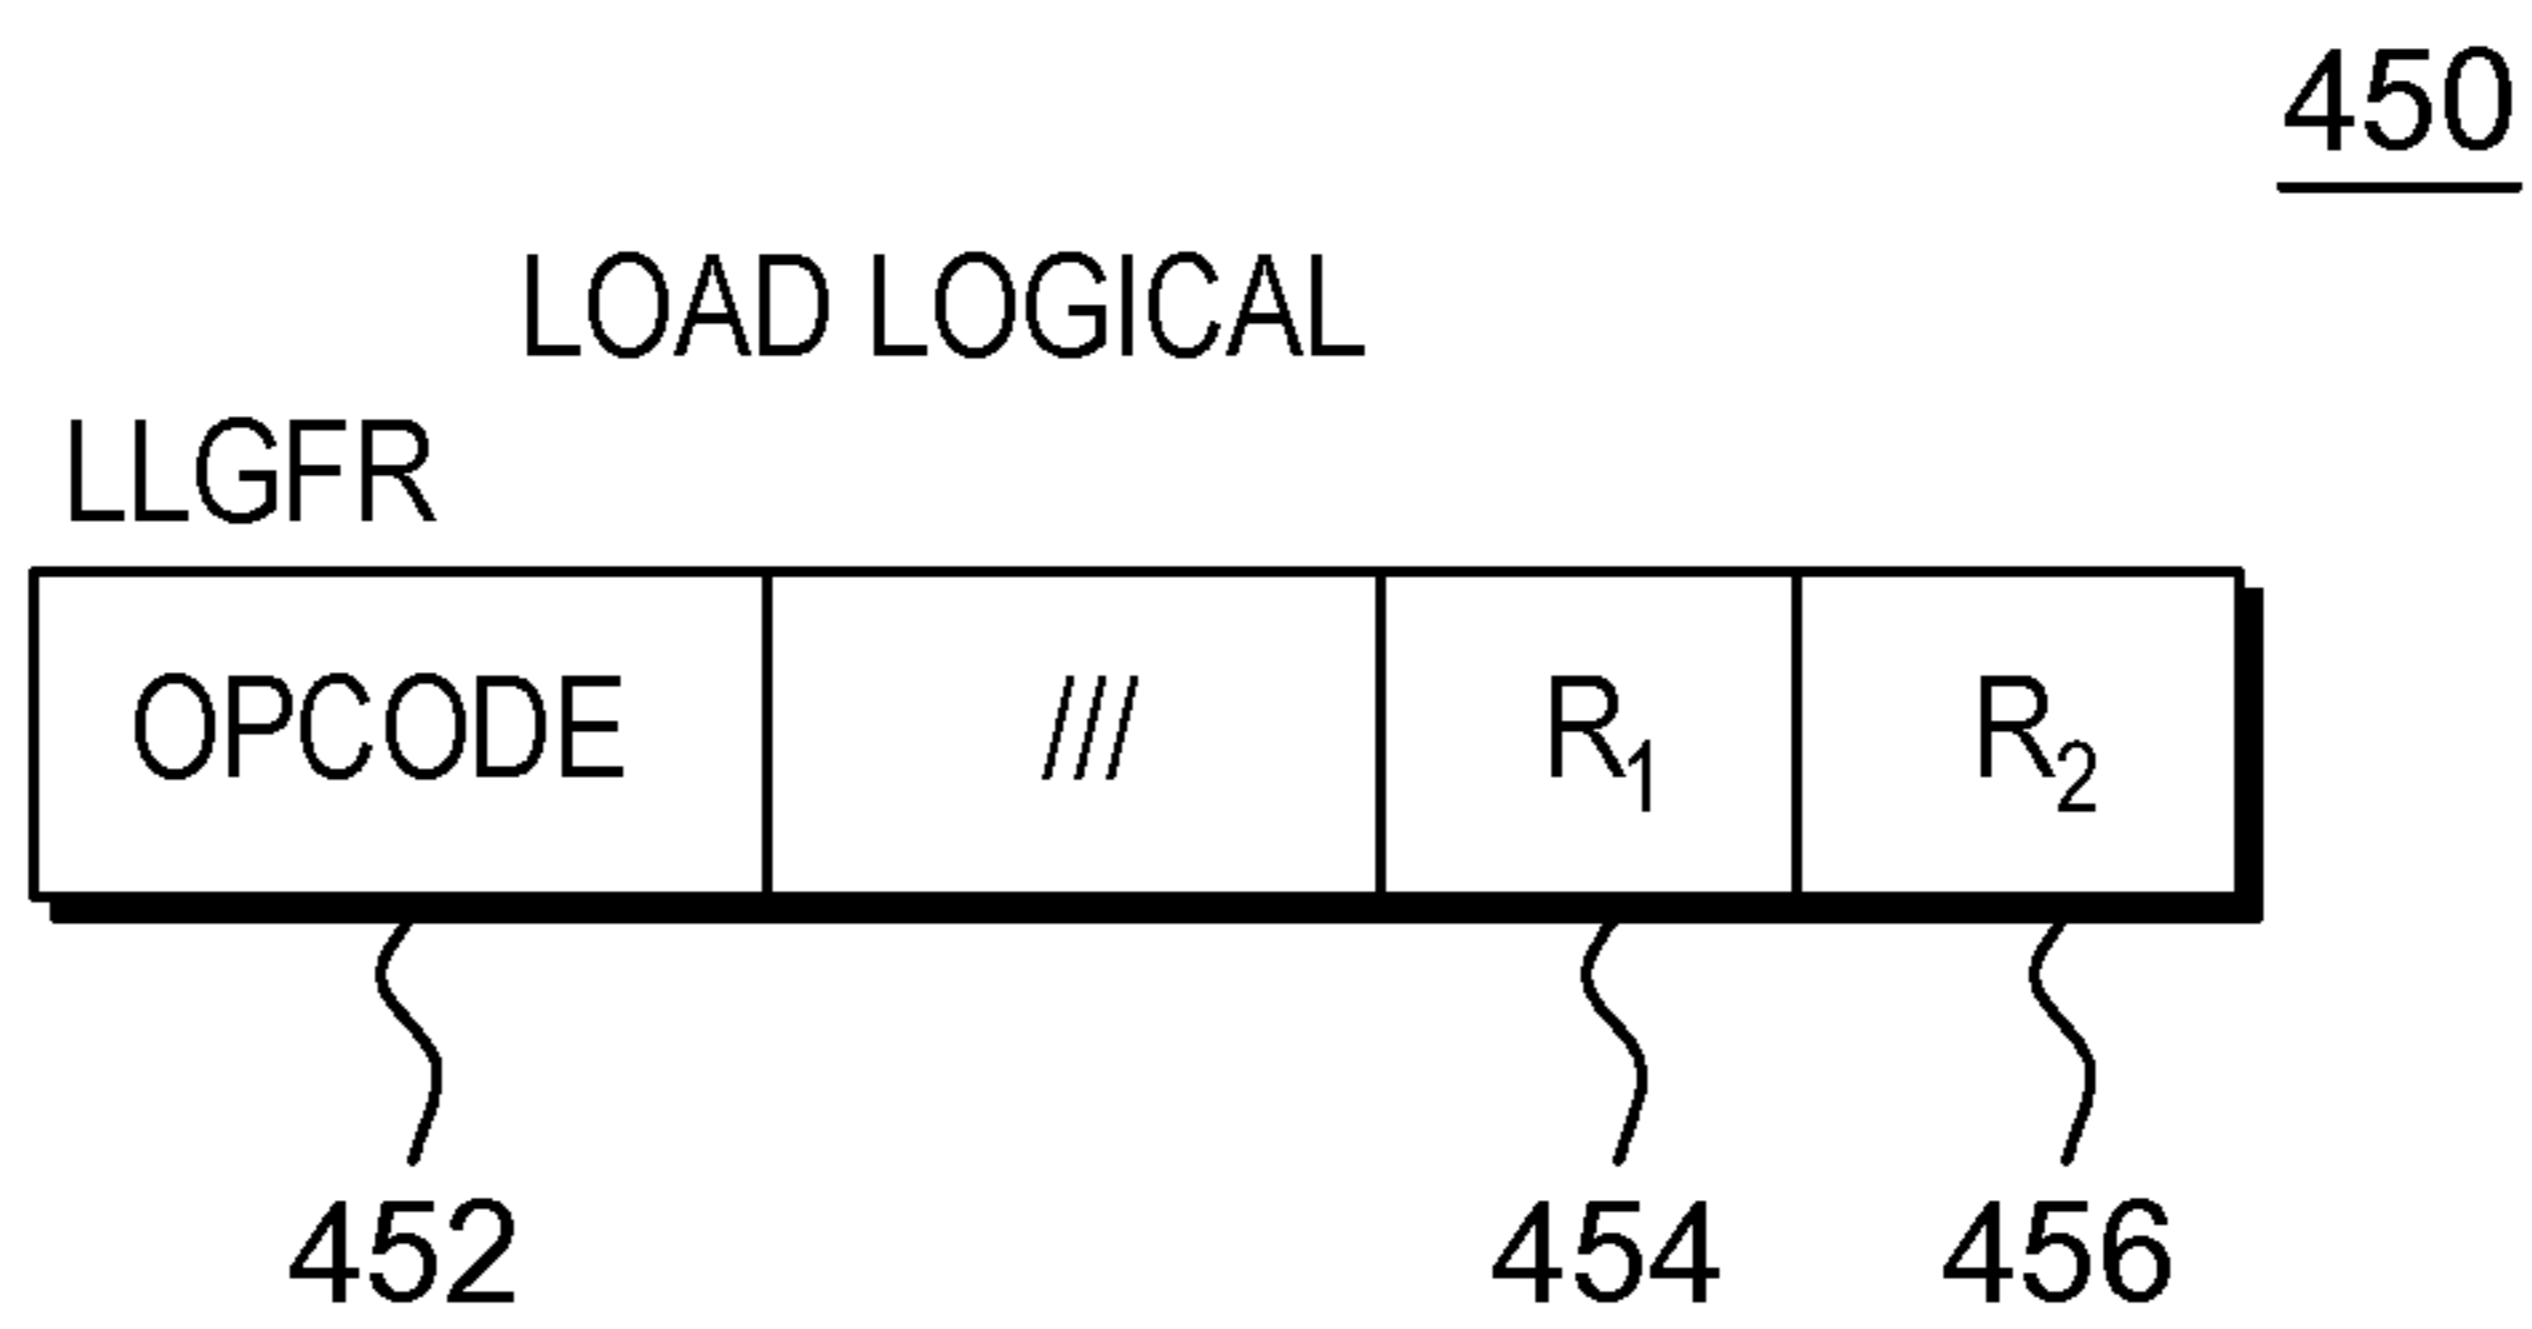 450
LOAD LOGICAL
LLGFR
OPCODE /// R₁ R₂
452 454 456